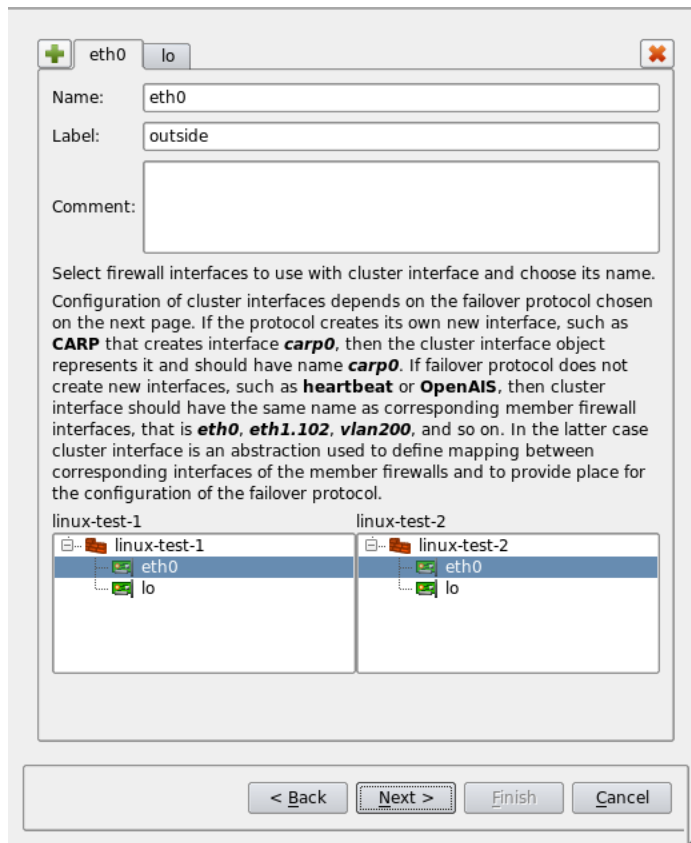 eth0
lo
Name:
eth0
Label:
outside
Comment:
Select firewall interfaces to use with cluster interface and choose its name.
Configuration of cluster interfaces depends on the failover protocol chosen
on the next page. If the protocol creates its own new interface, such as
CARP that creates interface carp0, then the cluster interface object
represents it and should have name carp0. If failover protocol does not
create new interfaces, such as heartbeat or OpenAIS, then cluster
interface should have the same name as corresponding member firewall
interfaces, that is eth0, eth1.102, vlan200, and so on. In the latter case
cluster interface is an abstraction used to define mapping between
corresponding interfaces of the member firewalls and to provide place for
the configuration of the failover protocol.
linux-test-1
linux-test-1
eth0
lo
linux-test-2
linux-test-2
eth0
lo
< Back
Next >
Finish
Cancel